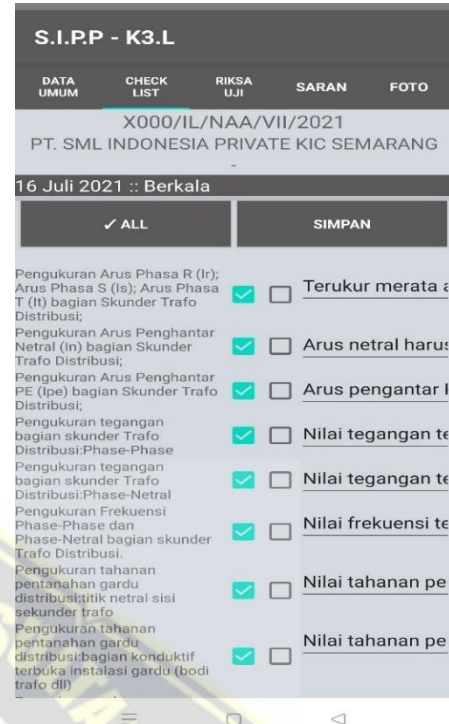 S.I.P.P - K3.L
DATA UMUM
CHECK LIST
RIKSA UJI
SARAN
FOTO
X000/IL/NAA/VII/2021
PT. SML INDONESIA PRIVATE KIC SEMARANG
-
16 Juli 2021 :: Berkala
✓ ALL
SIMPAN
Pengukuran Arus Phasa R (Ir);
Arus Phasa S (Is); Arus Phasa
T (It) bagian Skunder Trafo
Distribusi;
Terukur merata a
Pengukuran Arus Penghantar
Netral (In) bagian Skunder
Trafo Distribusi;
Arus netral harus
Pengukuran Arus Penghantar
PE (Ipe) bagian Skunder Trafo
Distribusi;
Arus pengantar
Pengukuran tegangan
bagian skunder Trafo
Distribusi:Phase-Phase
Nilai tegangan te
Pengukuran tegangan
bagian skunder Trafo
Distribusi:Phase-Netral
Nilai tegangan te
Pengukuran Frekuensi
Phase-Phase dan
Phase-Netral bagian skunder
Trafo Distribusi.
Nilai frekuensi te
Pengukuran tahanan
pentanahan gardu
distribusi:titik netral sisi
sekunder trafo
Nilai tahanan pe
Pengukuran tahanan
pentanahan gardu
distribusi:bagian konduktif
terbuka instalasi gardu (bodi
trafo dll)
Nilai tahanan pe